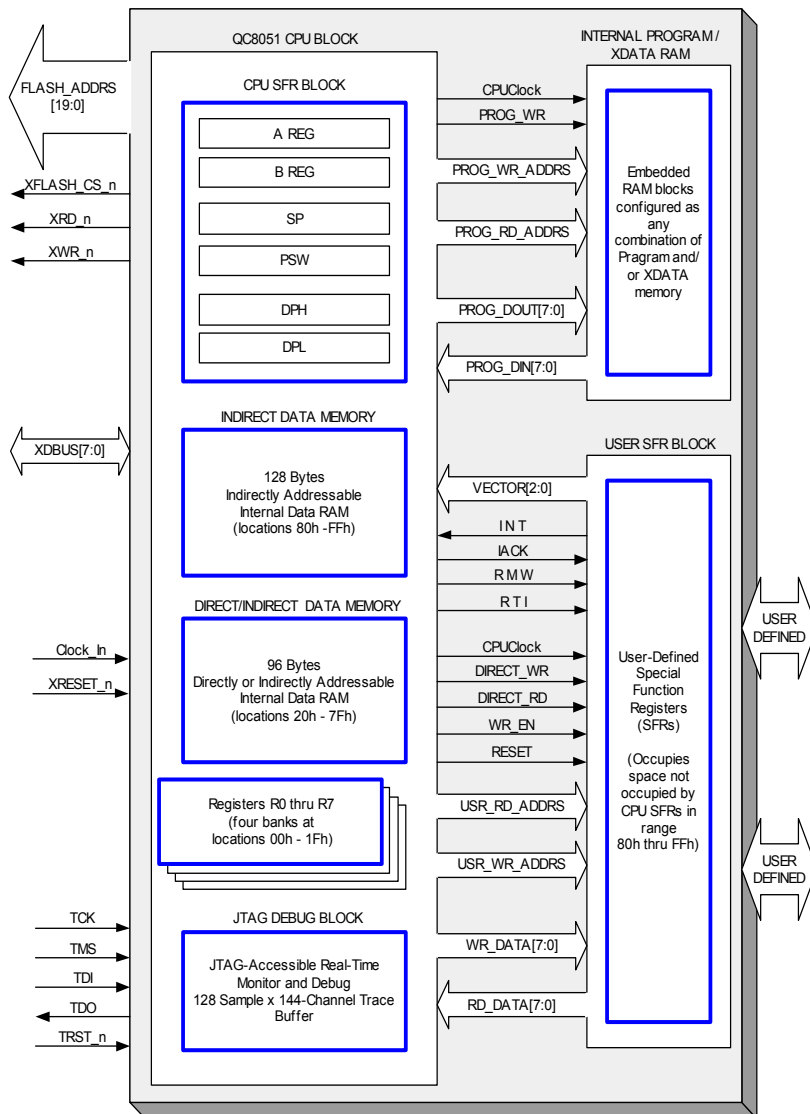 QC8051 CPU BLOCK
INTERNAL PROGRAM /
XDATA RAM
FLASH_ADDRS
[19:0]
XFLASH_CS_n
XRD_n
XWR_n
XDBUS[7:0]
Clock_In
XRESET_n
TCK
TMS
TDI
TDO
TRST_n
CPU SFR BLOCK
A REG
B REG
SP
PSW
DPH
DPL
INDIRECT DATA MEMORY
128 Bytes
Indirectly Addressable
Internal Data RAM
(locations 80h -FFh)
DIRECT/INDIRECT DATA MEMORY
96 Bytes
Directly or Indirectly Addressable
Internal Data RAM
(locations 20h - 7Fh)
Registers R0 thru R7
(four banks at
locations 00h - 1Fh)
JTAG DEBUG BLOCK
JTAG-Accessible Real-Time
Monitor and Debug
128 Sample x 144-Channel Trace
Buffer
CPUClock
PROG_WR
PROG_WR_ADDRS
PROG_RD_ADDRS
PROG_DOUT[7:0]
PROG_DIN[7:0]
Embedded
RAM blocks
configured as
any
combination of
Pragram and/
or XDATA
memory
USER SFR BLOCK
VECTOR[2:0]
I N T
IACK
R M W
R T I
CPUClock
DIRECT_WR
DIRECT_RD
WR_EN
RESET
USR_RD_ADDRS
USR_WR_ADDRS
WR_DATA[7:0]
RD_DATA[7:0]
User-Defined
Special
Function
Registers
(SFRs)
(Occupies
space not
occupied by
CPU SFRs in
range
80h thru FFh)
USER
DEFINED
USER
DEFINED